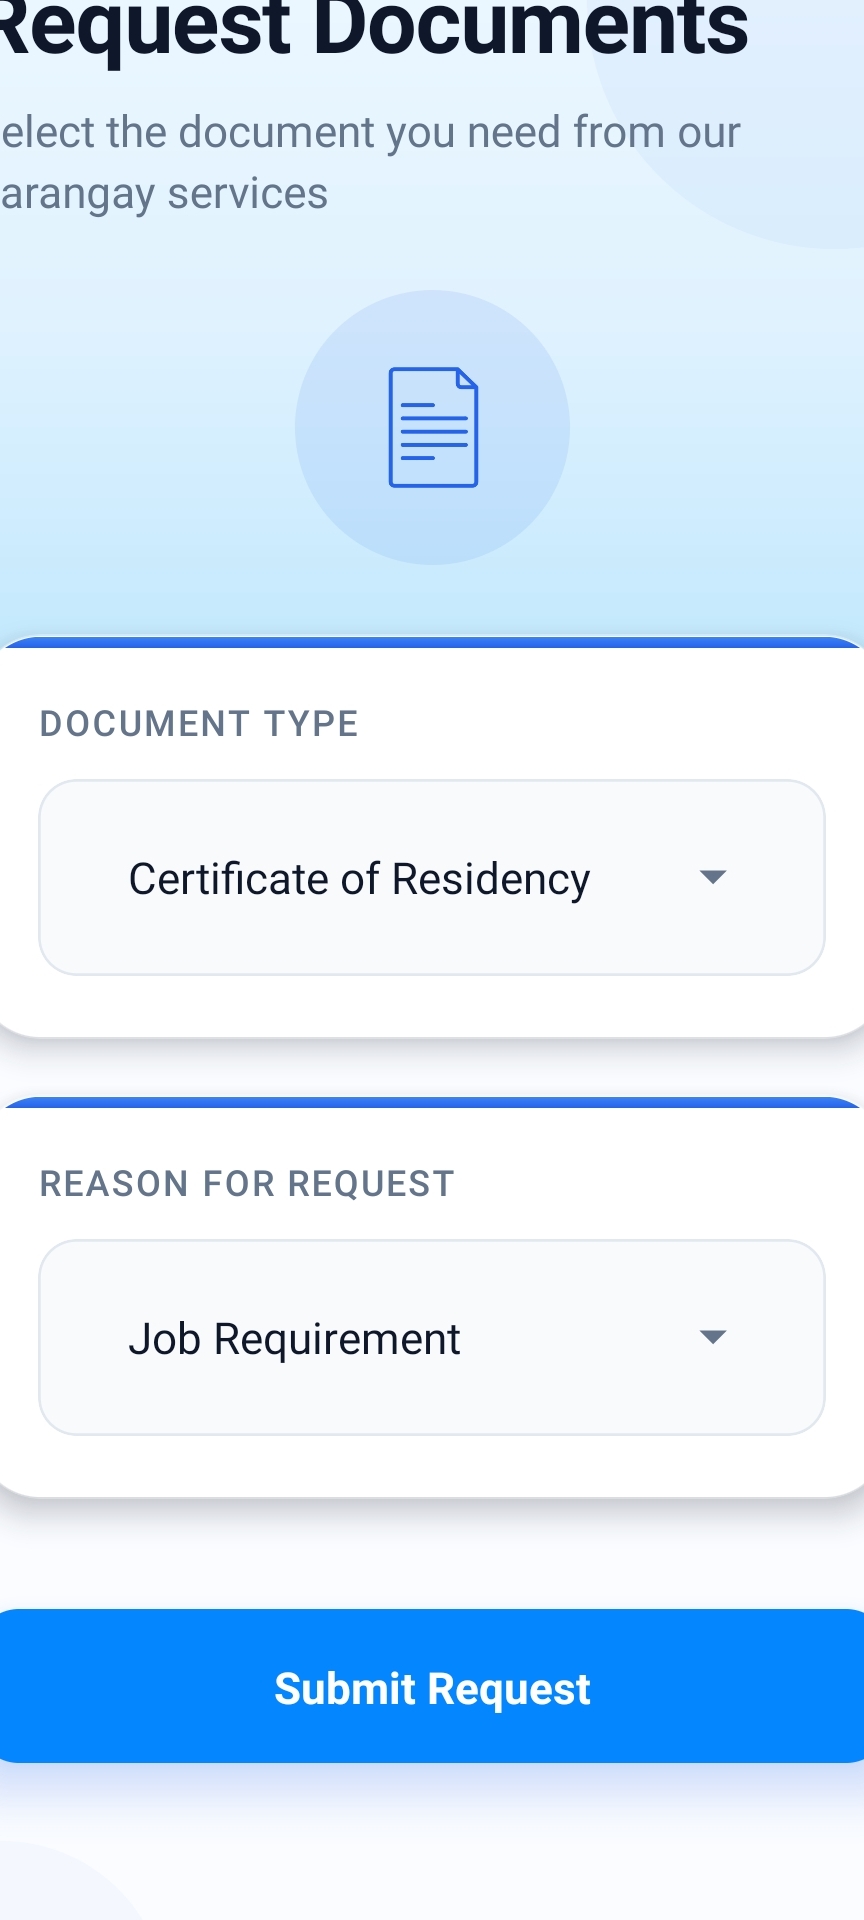 Request Documents
elect the document you need from our
arangay services
DOCUMENT TYPE
Certificate of Residency
REASON FOR REQUEST
Job Requirement
Submit Request